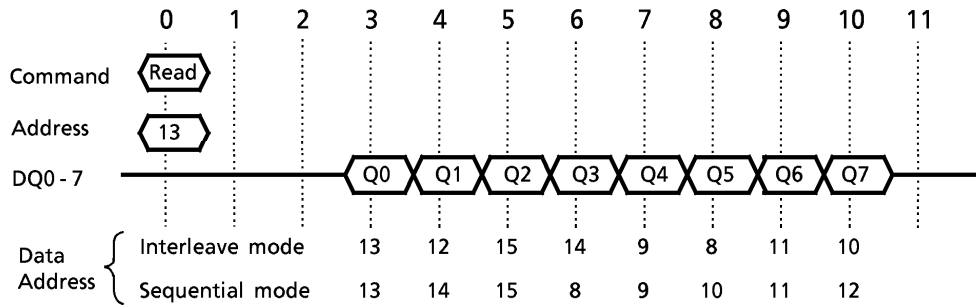 0 1 2 3 4 5 6 7 8 9 10 11
Command Read
Address 13
DQ0 - 7 Q0 Q1 Q2 Q3 Q4 Q5 Q6 Q7
Data Address
Interleave mode 13 12 15 14 9 8 11 10
Sequential mode 13 14 15 8 9 10 11 12